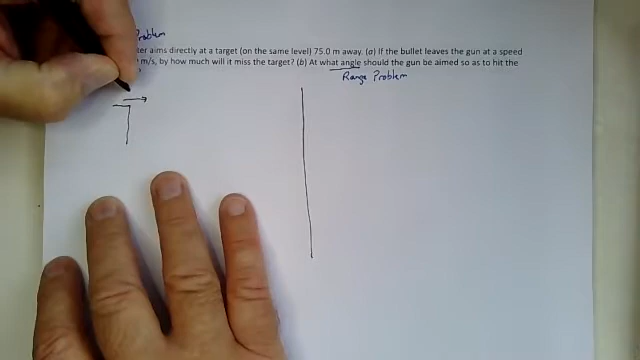 Problem
aims directly at a target (on the same level) 75.0 m away. (a) If the bullet leaves the gun at a speed
m/s, by how much will it miss the target? (b) At what angle should the gun be aimed so as to hit the
Range Problem